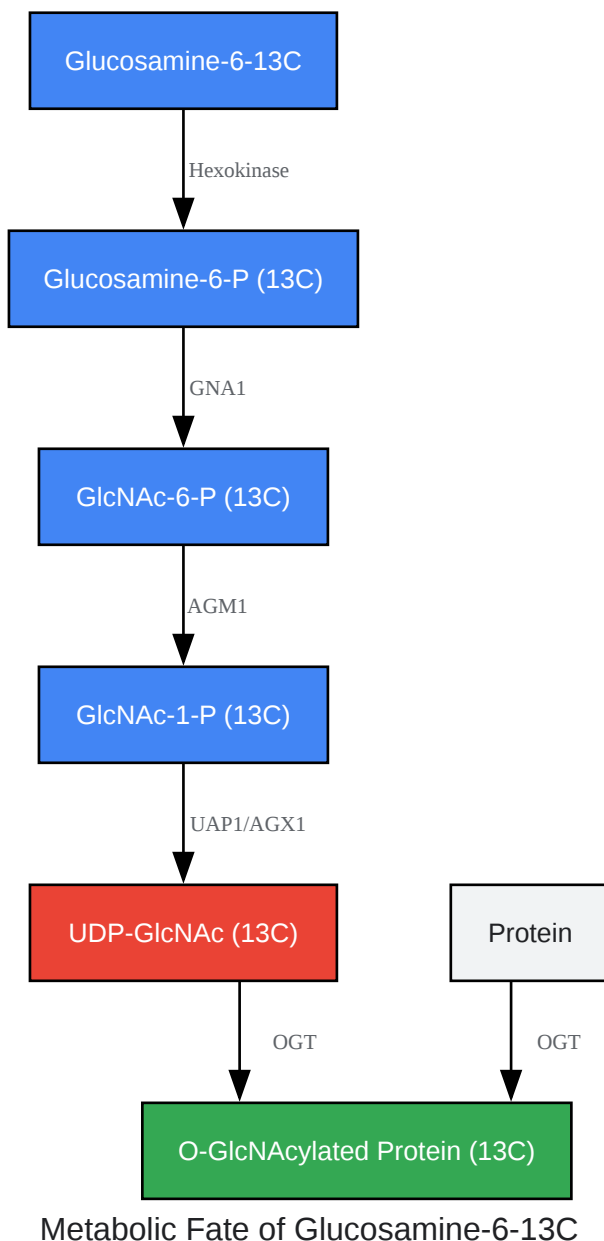 Glucosamine-6-13C
Hexokinase
Glucosamine-6-P (13C)
GNA1
GlcNAc-6-P (13C)
AGM1
GlcNAc-1-P (13C)
UAP1/AGX1
UDP-GlcNAc (13C)
Protein
OGT
OGT
O-GlcNAcylated Protein (13C)
Metabolic Fate of Glucosamine-6-13C